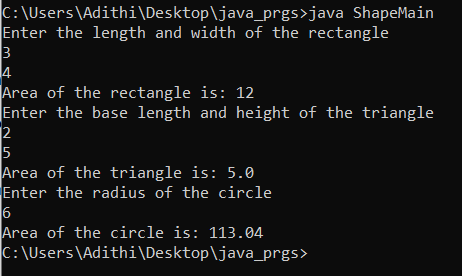 C:\Users\Adithi\Desktop\java_prgs>java ShapeMain
Enter the length and width of the rectangle
3
4
Area of the rectangle is: 12
Enter the base length and height of the triangle
2
5
Area of the triangle is: 5.0
Enter the radius of the circle
6
Area of the circle is: 113.04
C:\Users\Adithi\Desktop\java_prgs>